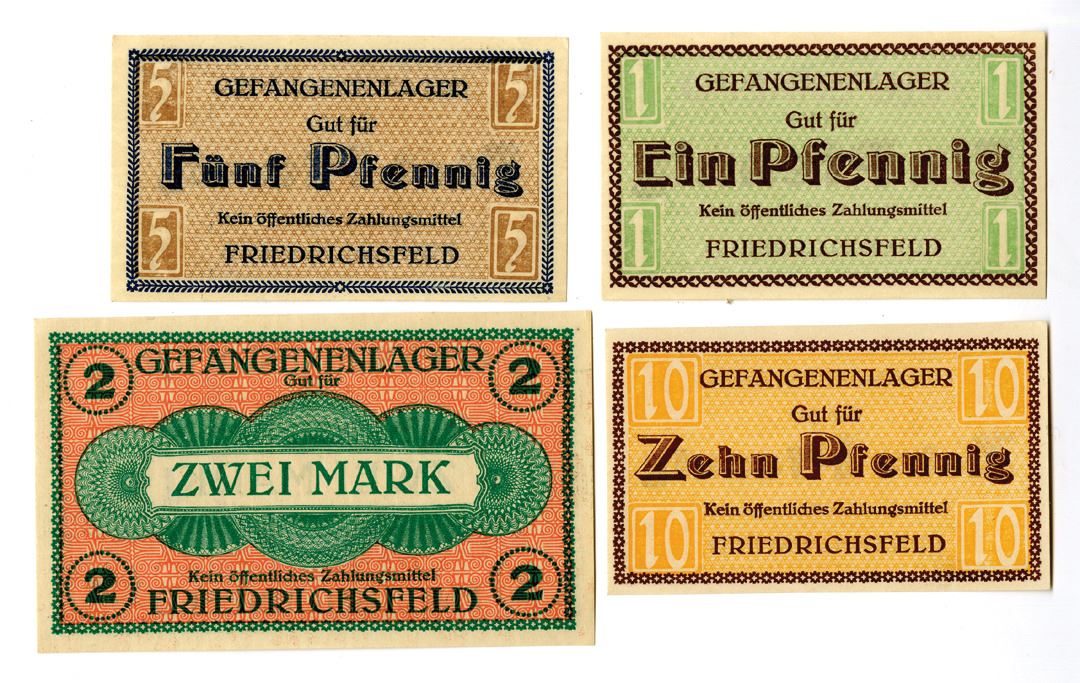 5 5
GEFANGENENLAGER
Gut für
Fünf Pfennig
Kein öffentliches Zahlungsmittel
5 5
FRIEDRICHSFELD
1 1
GEFANGENENLAGER
Gut für
Ein Pfennig
Kein öffentliches Zahlungsmittel
1 1
FRIEDRICHSFELD
GEFANGENENLAGER
2 2
Gut für
ZWEI MARK
Kein öffentliches Zahlungsmittel
2 2
FRIEDRICHSFELD
10 10
GEFANGENENLAGER
Gut für
Zehn Pfennig
Kein öffentliches Zahlungsmittel
10 10
FRIEDRICHSFELD